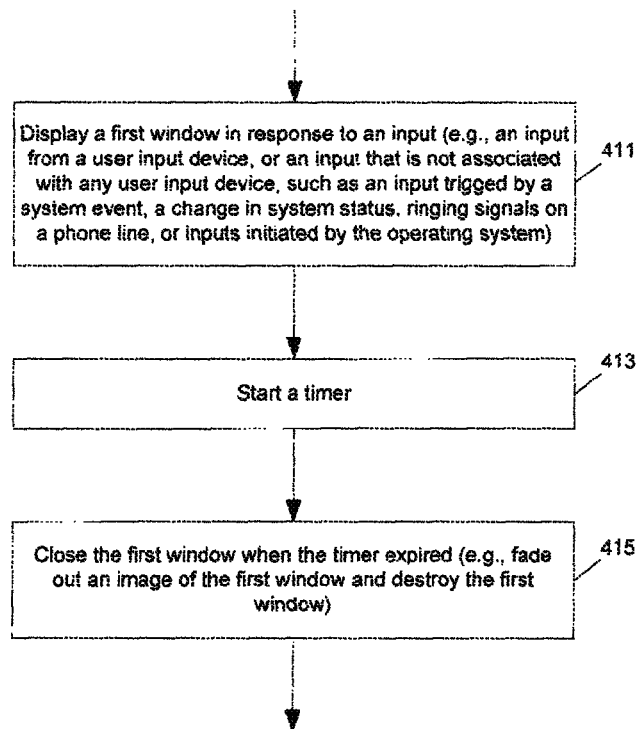 Display a first window in response to an input (e.g., an input
from a user input device, or an input that is not associated
with any user input device, such as an input trigged by a
system event, a change in system status, ringing signals on
a phone line, or inputs initiated by the operating system)
411
Start a timer
413
Close the first window when the timer expired (e.g., fade
out an image of the first window and destroy the first
window)
415